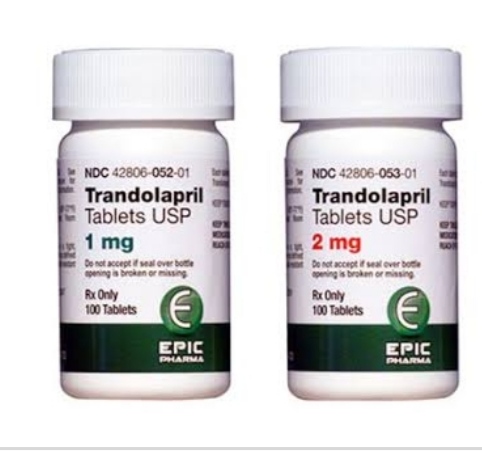 NDC 42806-052-01
Trandolapril
Tablets USP
1 mg
Do not accept if seal over bottle
opening is broken or missing.
Rx Only
100 Tablets
E
EPIC
PHARMA
NDC 42806-053-01
Trandolapril
Tablets USP
2 mg
Do not accept if seal over bottle
opening is broken or missing.
Rx Only
100 Tablets
E
EPIC
PHARMA